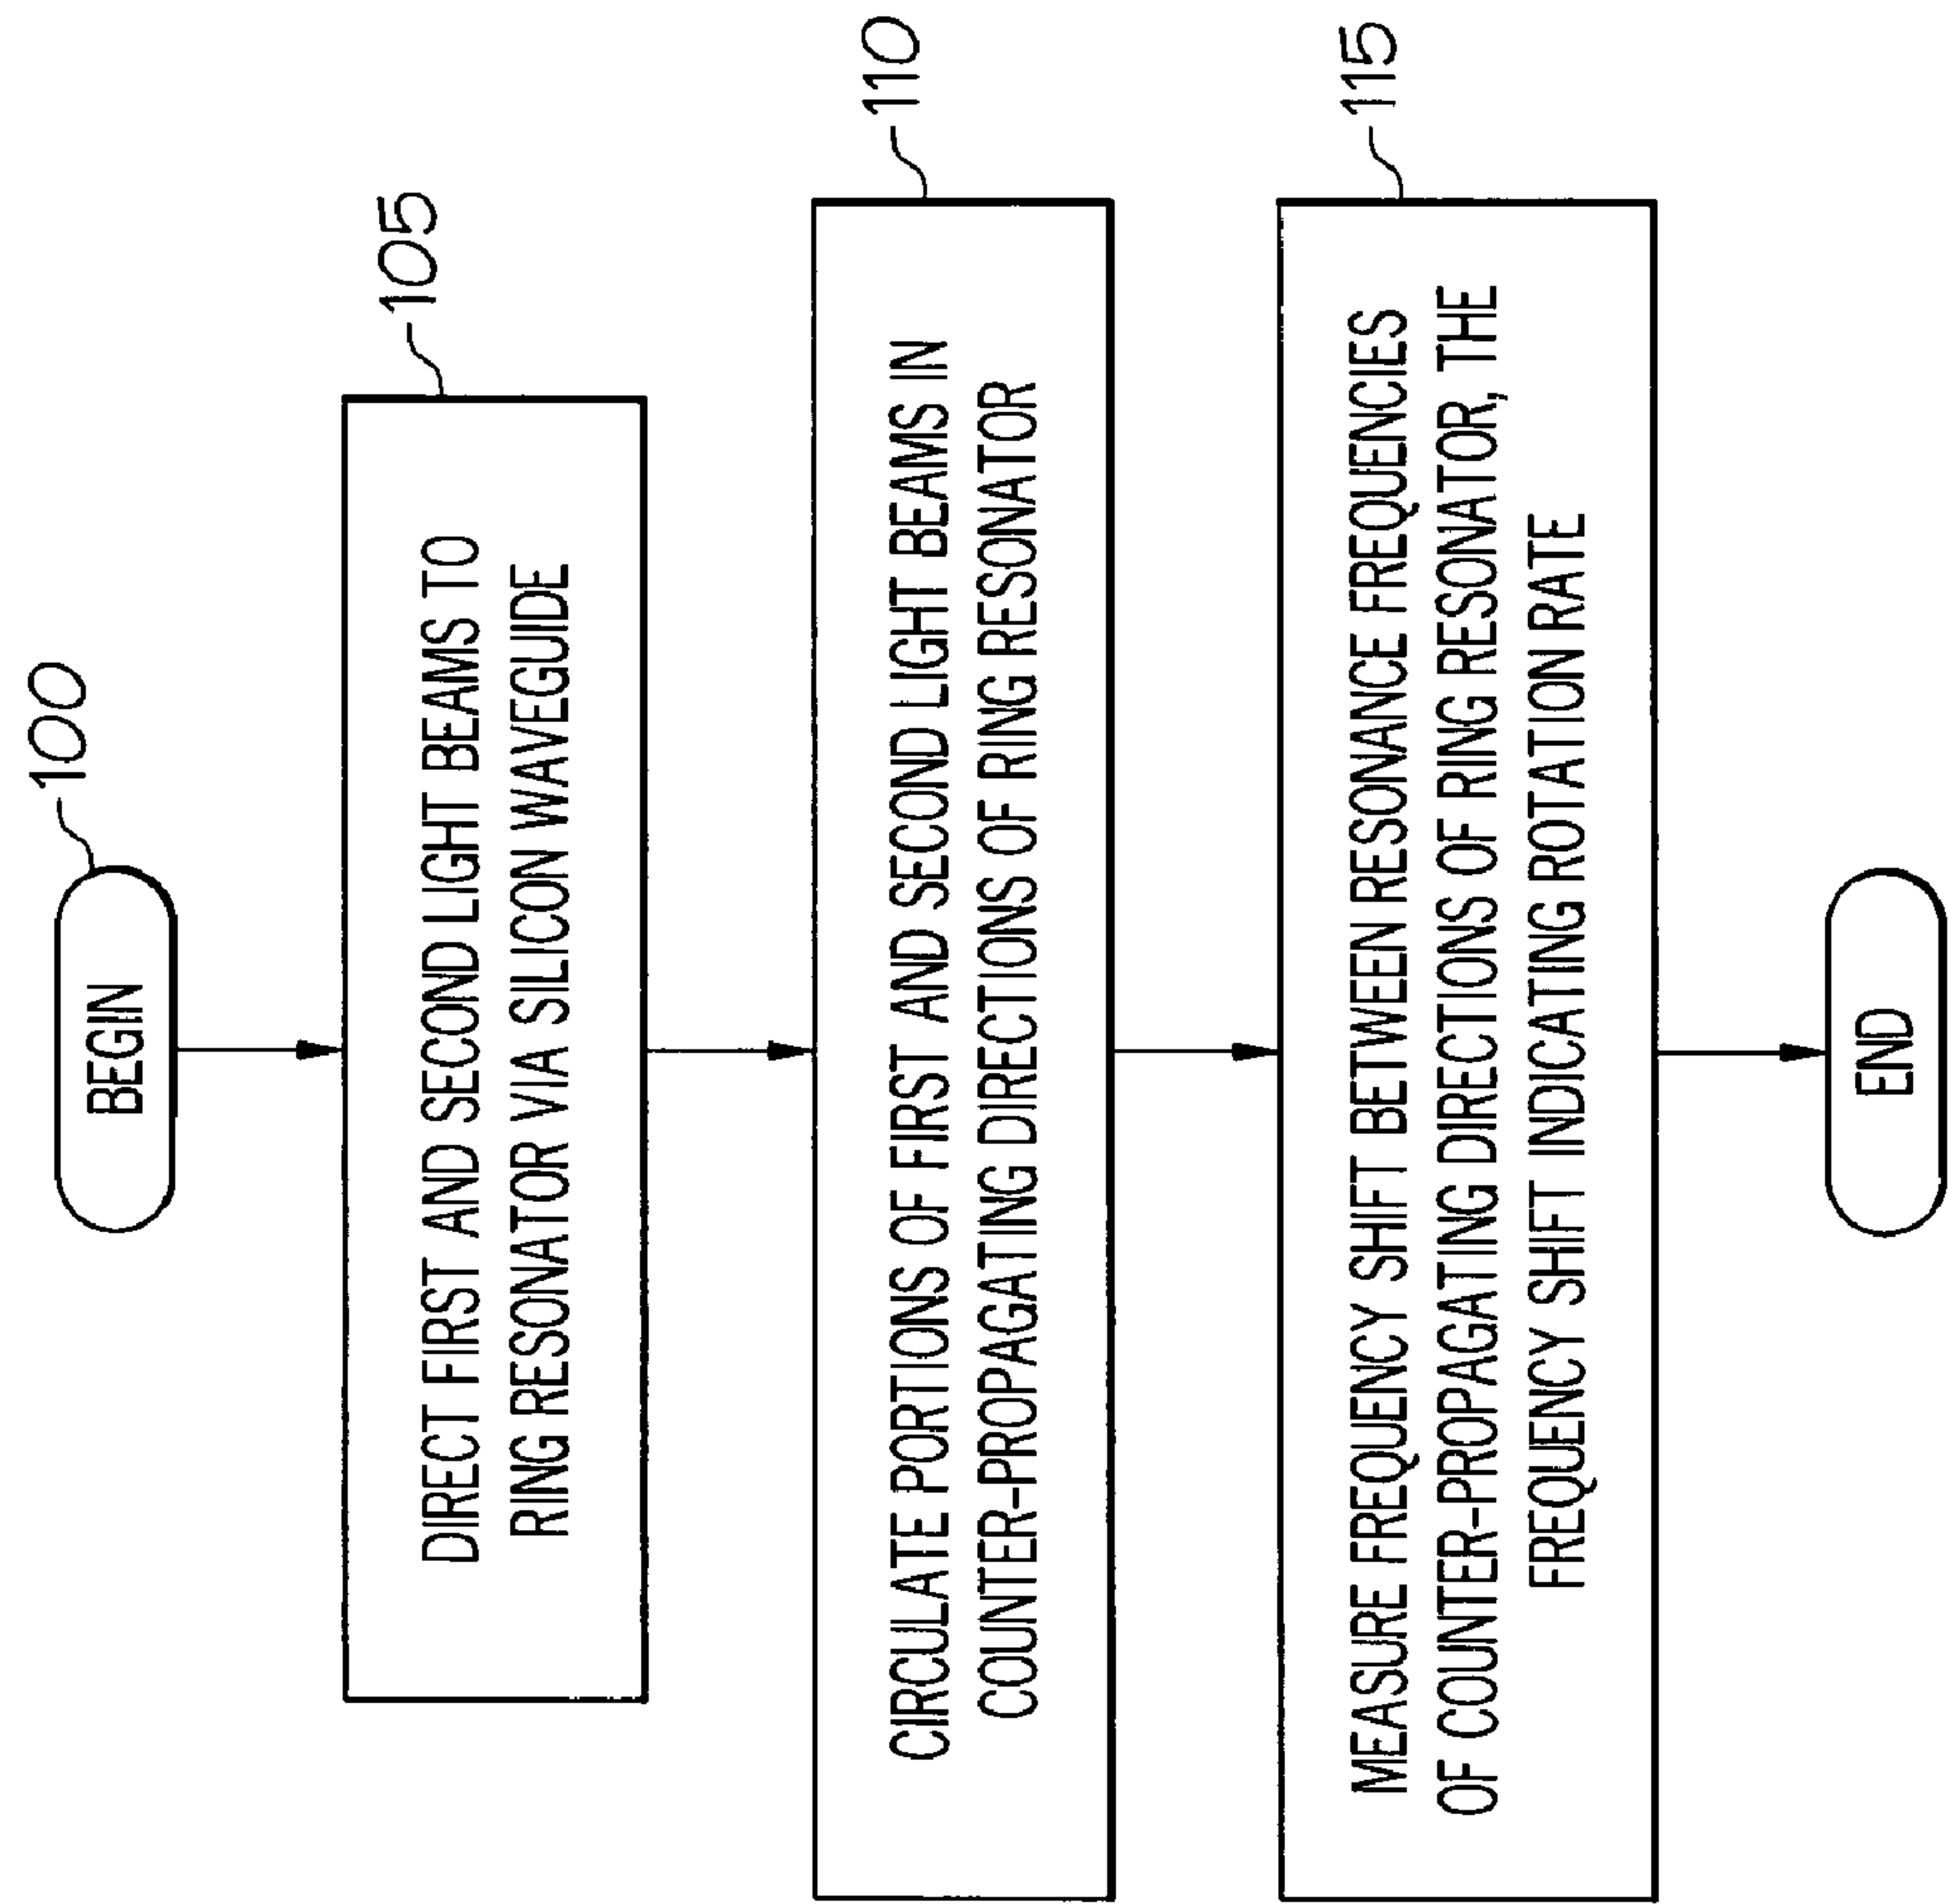 100
BEGIN
105
DIRECT FIRST AND SECOND LIGHT BEAMS TO
RING RESONATOR VIA SILICON WAVEGUIDE
110
CIRCULATE PORTIONS OF FIRST AND SECOND LIGHT BEAMS IN
COUNTER-PROPAGATING DIRECTIONS OF RING RESONATOR
115
MEASURE FREQUENCY SHIFT BETWEEN RESONANCE FREQUENCIES
OF COUNTER-PROPAGATING DIRECTIONS OF RING RESONATOR, THE
FREQUENCY SHIFT INDICATING ROTATION RATE
END